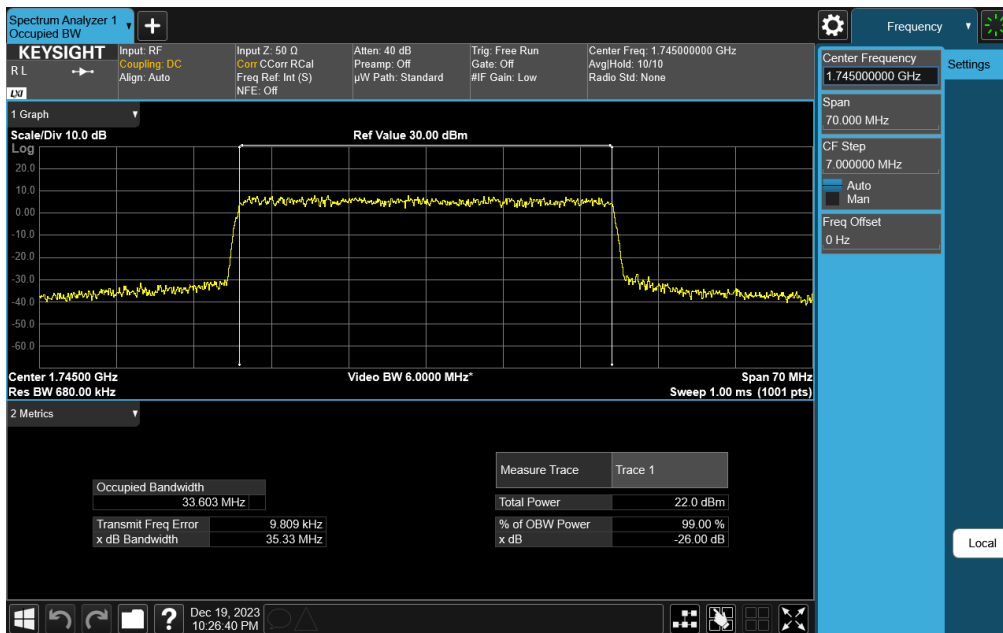 Spectrum Analyzer 1
Occupied BW
Frequency
KEYSIGHT
R L
LXI
Input: RF
Coupling: DC
Align: Auto
Input Z: 50 Ω
Corr CCorr RCal
Freq Ref: Int (S)
NFE: Off
Atten: 40 dB
Preamp: Off
µW Path: Standard
Trig: Free Run
Gate: Off
#IF Gain: Low
Center Freq: 1.745000000 GHz
Avg|Hold: 10/10
Radio Std: None
Center Frequency
1.745000000 GHz
Settings
Span
70.000 MHz
CF Step
7.000000 MHz
Auto
Man
Freq Offset
0 Hz
Local
1 Graph
Scale/Div 10.0 dB
Ref Value 30.00 dBm
Log
20.0
10.0
0.00
-10.0
-20.0
-30.0
-40.0
-50.0
-60.0
Center 1.74500 GHz
Video BW 6.0000 MHz*
Span 70 MHz
Res BW 680.00 kHz
Sweep 1.00 ms (1001 pts)
2 Metrics
Measure Trace Trace 1
Occupied Bandwidth
33.603 MHz
Total Power 22.0 dBm
Transmit Freq Error 9.809 kHz
% of OBW Power 99.00 %
x dB Bandwidth 35.33 MHz
x dB -26.00 dB
?
Dec 19, 2023
10:26:40 PM